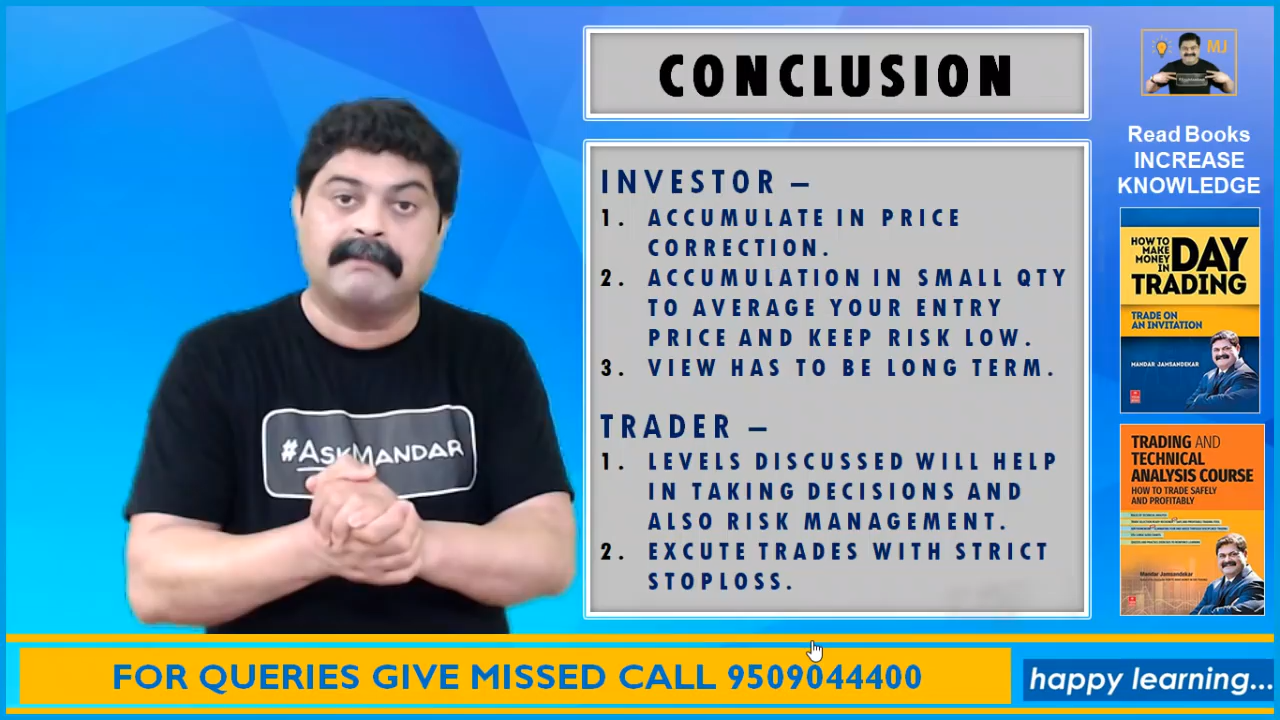 CONCLUSION
INVESTOR –
1. ACCUMULATE IN PRICE
CORRECTION.
2. ACCUMULATION IN SMALL QTY
TO AVERAGE YOUR ENTRY
PRICE AND KEEP RISK LOW.
3. VIEW HAS TO BE LONG TERM.
TRADER –
1. LEVELS DISCUSSED WILL HELP
IN TAKING DECISIONS AND
ALSO RISK MANAGEMENT.
2. EXCUTE TRADES WITH STRICT
STOPLOSS.
#ASKMANDAR
MJ
Read Books
INCREASE
KNOWLEDGE
HOW TO
MAKE
MONEY
IN
DAY
TRADING
TRADE ON
AN INVITATION
MANDAR JAMSANDEKAR
TRADING AND
TECHNICAL
ANALYSIS COURSE
HOW TO TRADE SAFELY
AND PROFITABLY
Mandar Jamsandekar
FOR QUERIES GIVE MISSED CALL 9509044400
happy learning...